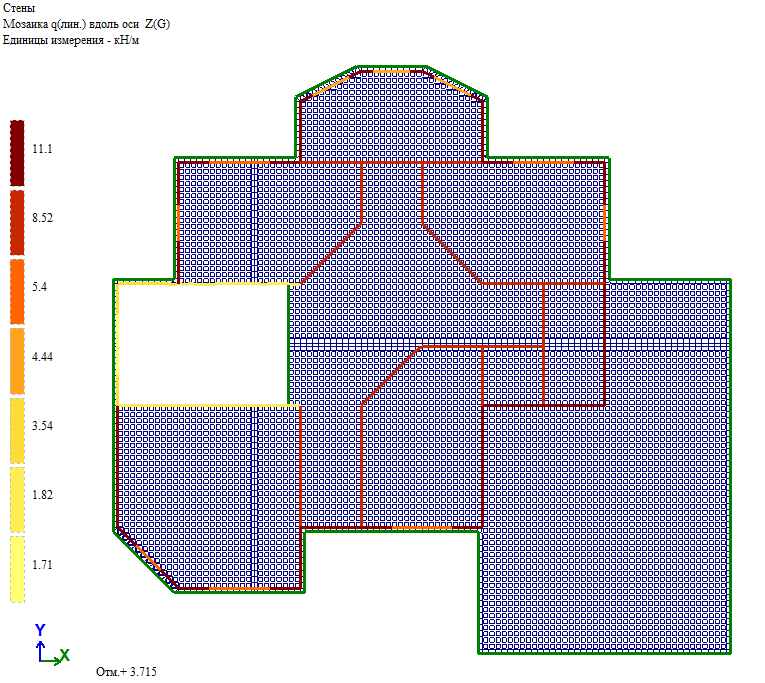 Стены
Мозаика q(лин.) вдоль оси Z(G)
Единицы измерения - кН/м
11.1
8.52
5.4
4.44
3.54
1.82
1.71
Y
X
Отм.+ 3.715